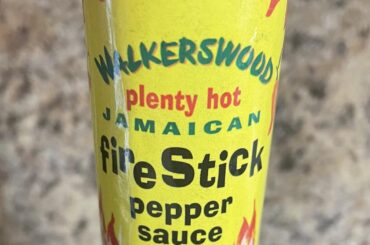 WALKERSWOOD
plenty hot
JAMAICAN
fireStick
pepper
sauce